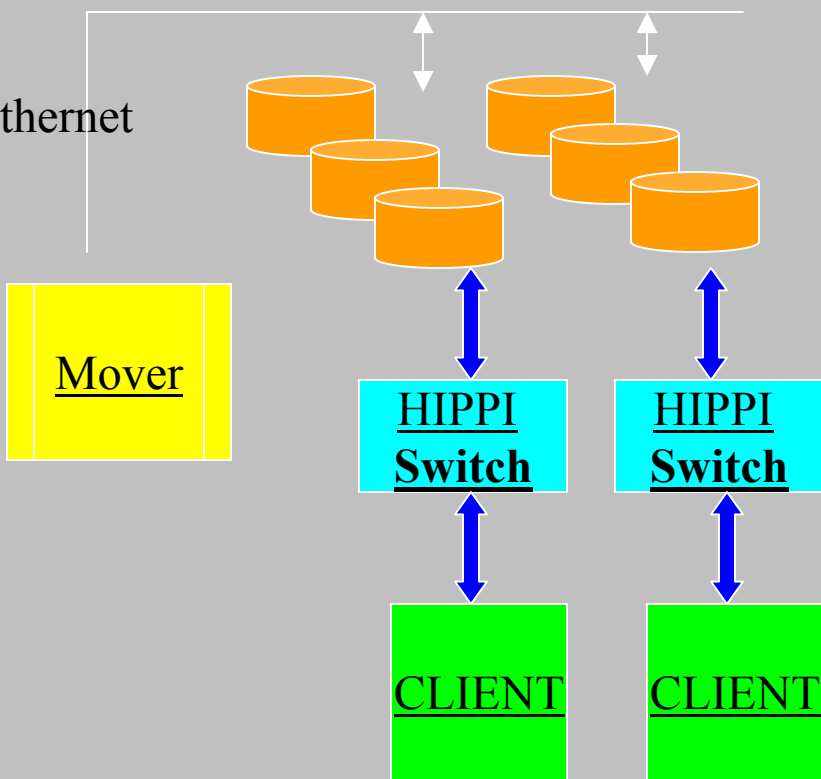 thernet
Mover
HIPPI
Switch
HIPPI
Switch
CLIENT
CLIENT